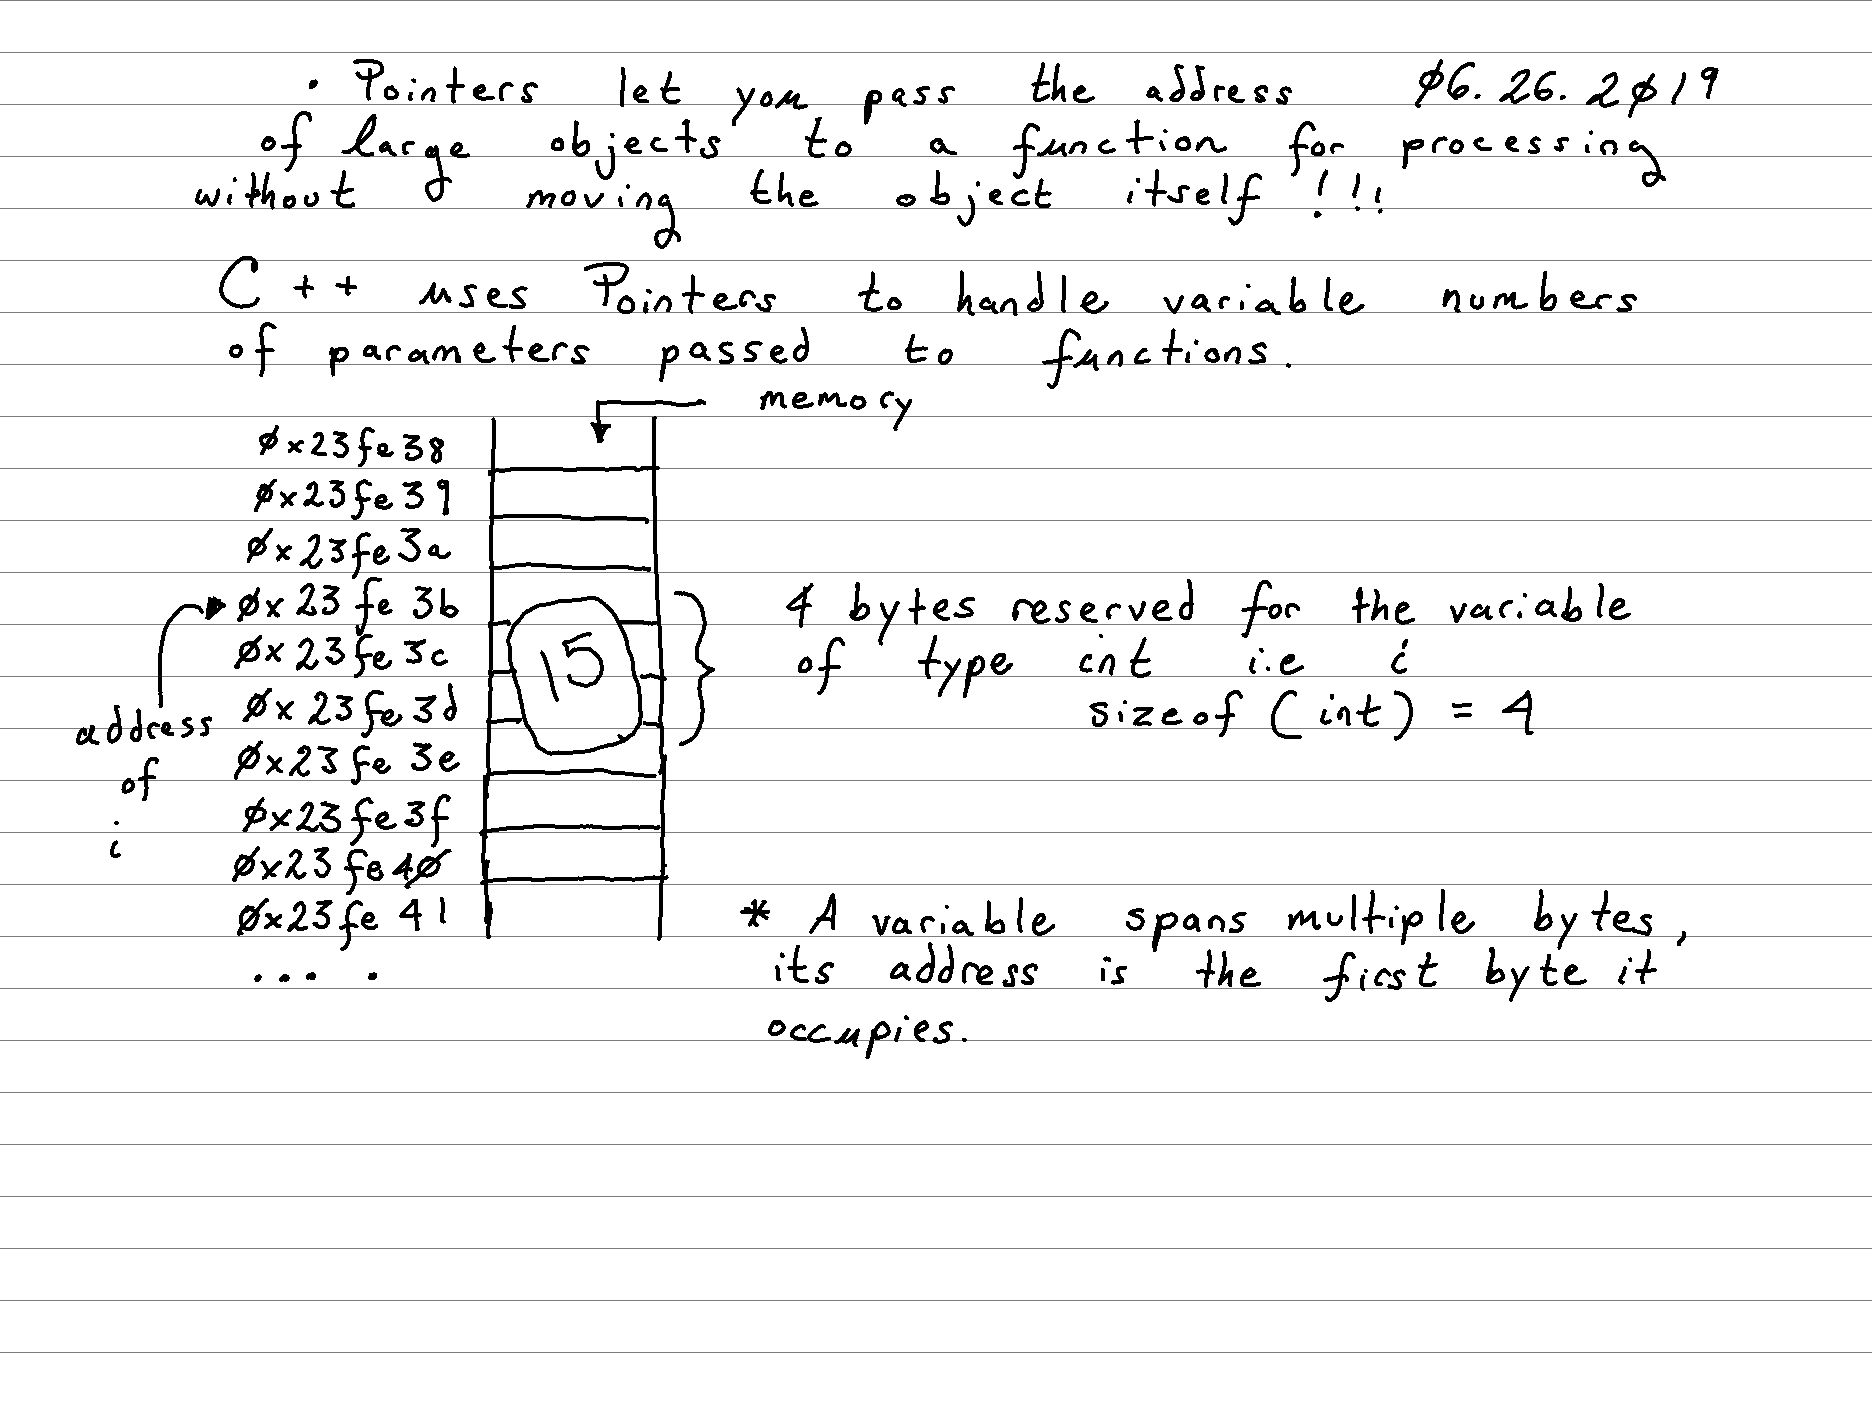 • Pointers let you pass the address 06.26.2019
of large objects to a function for processing
without moving the object itself !!!
C++ uses Pointers to handle variable numbers
of parameters passed to functions.
memory
0x23fe38
0x23fe39
0x23fe3a
0x23fe3b
0x23fe3c
0x23fe3d
0x23fe3e
0x23fe3f
0x23fe40
0x23fe41
.... .
address
of
i
15
4 bytes reserved for the variable
of type int i.e i
sizeof (int) = 4
* A variable spans multiple bytes,
its address is the first byte it
occupies.